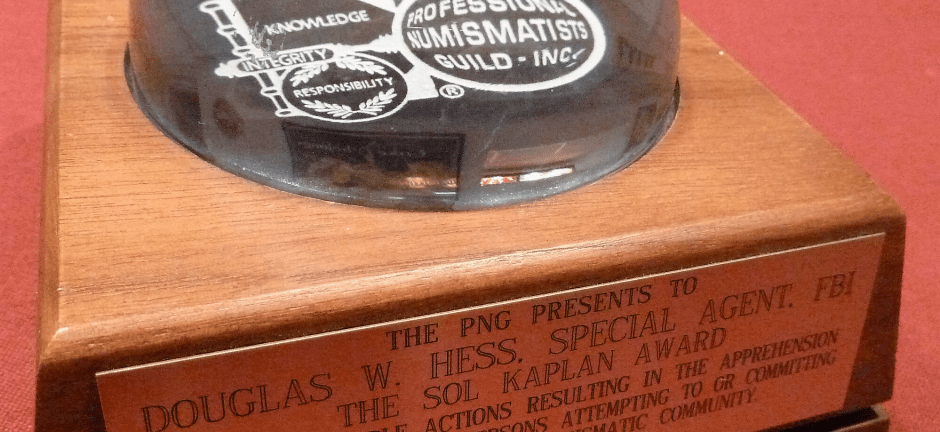 KNOWLEDGE
INTEGRITY
RESPONSIBILITY
PROFESSIONAL
NUMISMATISTS
GUILD - INC.
®
THE PNG PRESENTS TO
DOUGLAS W. HESS, SPECIAL AGENT, FBI
THE SOL KAPLAN AWARD
ACTIONS RESULTING IN THE APPREHENSION
PERSONS ATTEMPTING TO OR COMMITTING
COMMUNITY.